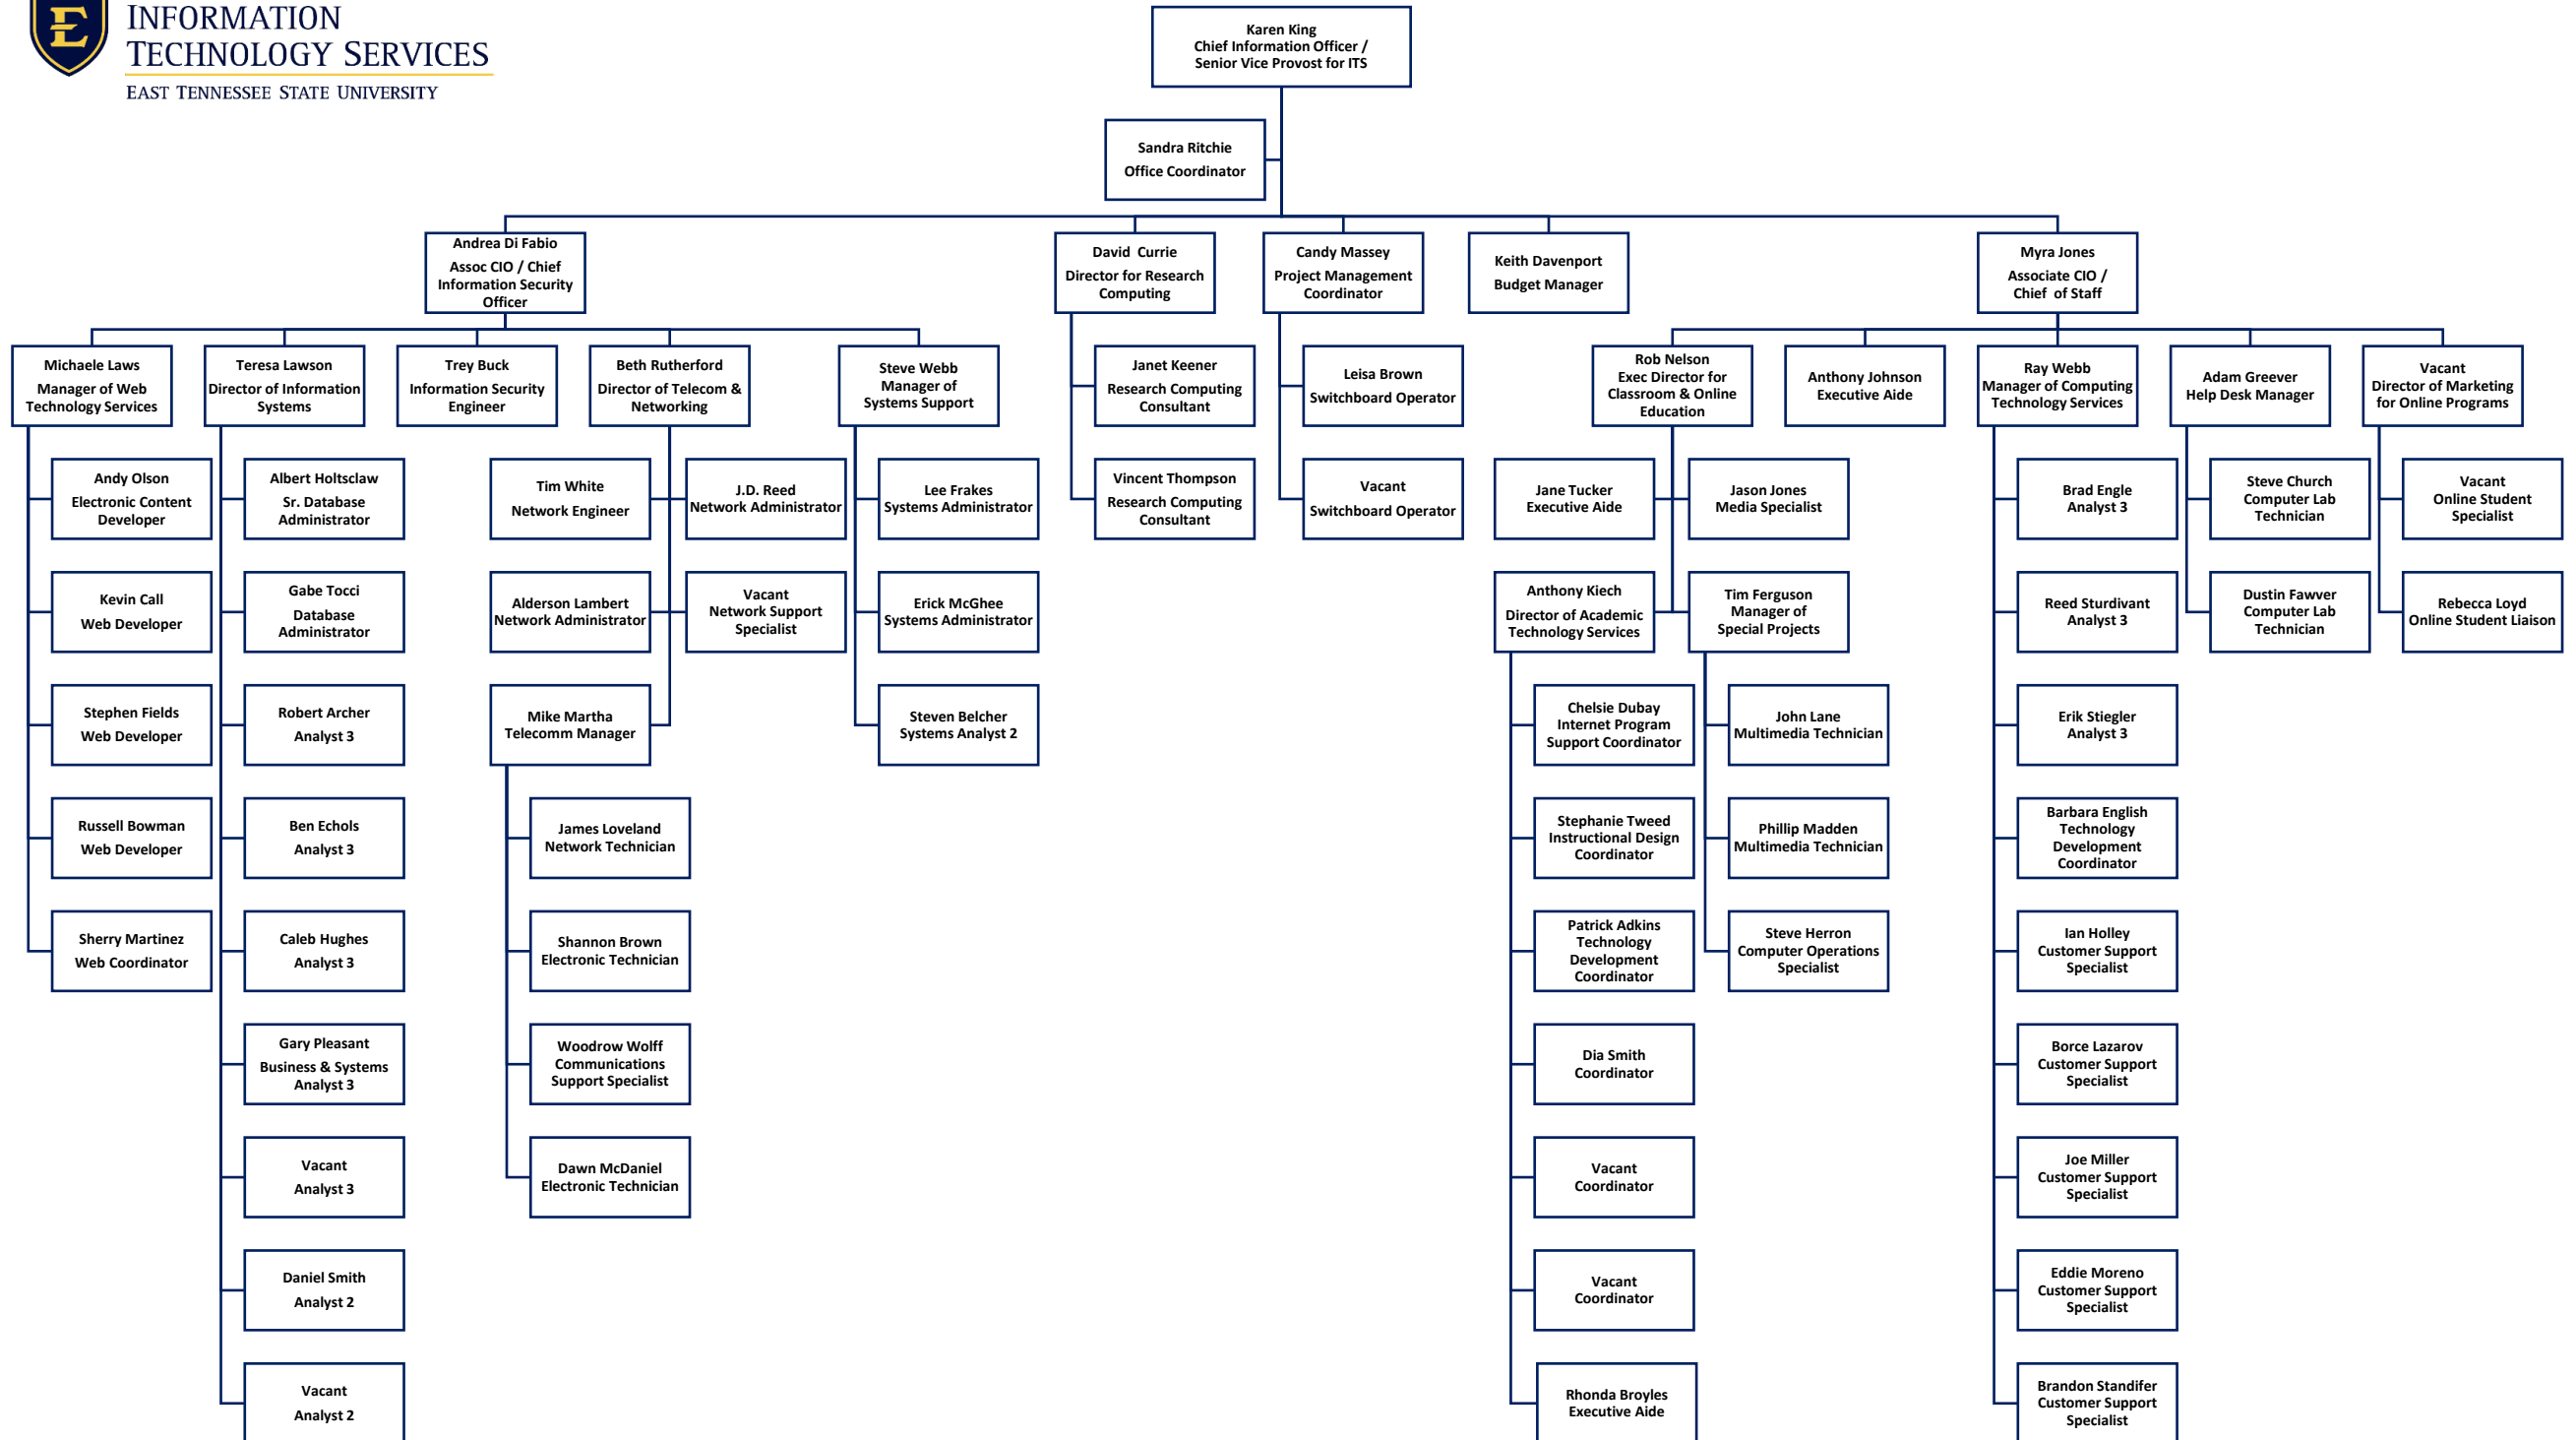 E
INFORMATION
TECHNOLOGY SERVICES
EAST TENNESSEE STATE UNIVERSITY
Karen King
Chief Information Officer /
Senior Vice Provost for ITS
Sandra Ritchie
Office Coordinator
Andrea Di Fabio
Assoc CIO / Chief
Information Security
Officer
David Currie
Director for Research
Computing
Candy Massey
Project Management
Coordinator
Keith Davenport
Budget Manager
Myra Jones
Associate CIO /
Chief of Staff
Michaele Laws
Manager of Web
Technology Services
Teresa Lawson
Director of Information
Systems
Trey Buck
Information Security
Engineer
Beth Rutherford
Director of Telecom &
Networking
Steve Webb
Manager of
Systems Support
Janet Keener
Research Computing
Consultant
Leisa Brown
Switchboard Operator
Rob Nelson
Exec Director for
Classroom & Online
Education
Anthony Johnson
Executive Aide
Ray Webb
Manager of Computing
Technology Services
Adam Greever
Help Desk Manager
Vacant
Director of Marketing
for Online Programs
Andy Olson
Electronic Content
Developer
Albert Holtsclaw
Sr. Database
Administrator
Tim White
Network Engineer
J.D. Reed
Network Administrator
Lee Frakes
Systems Administrator
Vincent Thompson
Research Computing
Consultant
Vacant
Switchboard Operator
Jane Tucker
Executive Aide
Jason Jones
Media Specialist
Brad Engle
Analyst 3
Steve Church
Computer Lab
Technician
Vacant
Online Student
Specialist
Kevin Call
Web Developer
Gabe Tocci
Database
Administrator
Alderson Lambert
Network Administrator
Vacant
Network Support
Specialist
Erick McGhee
Systems Administrator
Anthony Kiech
Director of Academic
Technology Services
Tim Ferguson
Manager of
Special Projects
Reed Sturdivant
Analyst 3
Dustin Fawver
Computer Lab
Technician
Rebecca Loyd
Online Student Liaison
Stephen Fields
Web Developer
Robert Archer
Analyst 3
Mike Martha
Telecomm Manager
Steven Belcher
Systems Analyst 2
Chelsie Dubay
Internet Program
Support Coordinator
John Lane
Multimedia Technician
Erik Stiegler
Analyst 3
Russell Bowman
Web Developer
Ben Echols
Analyst 3
James Loveland
Network Technician
Stephanie Tweed
Instructional Design
Coordinator
Phillip Madden
Multimedia Technician
Barbara English
Technology
Development
Coordinator
Sherry Martinez
Web Coordinator
Caleb Hughes
Analyst 3
Shannon Brown
Electronic Technician
Patrick Adkins
Technology
Development
Coordinator
Steve Herron
Computer Operations
Specialist
Ian Holley
Customer Support
Specialist
Gary Pleasant
Business & Systems
Analyst 3
Woodrow Wolff
Communications
Support Specialist
Dia Smith
Coordinator
Borce Lazarov
Customer Support
Specialist
Vacant
Analyst 3
Dawn McDaniel
Electronic Technician
Vacant
Coordinator
Joe Miller
Customer Support
Specialist
Daniel Smith
Analyst 2
Vacant
Coordinator
Eddie Moreno
Customer Support
Specialist
Vacant
Analyst 2
Rhonda Broyles
Executive Aide
Brandon Standifer
Customer Support
Specialist